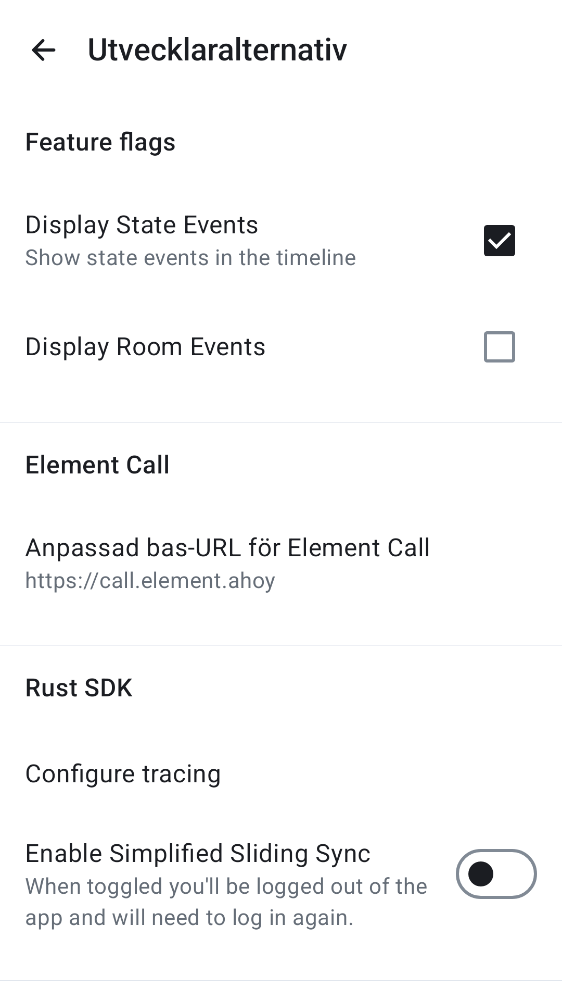 Utvecklaralternativ
Feature flags
Display State Events
Show state events in the timeline
Display Room Events
Element Call
Anpassad bas-URL för Element Call
https://call.element.ahoy
Rust SDK
Configure tracing
Enable Simplified Sliding Sync
When toggled you'll be logged out of the
app and will need to log in again.